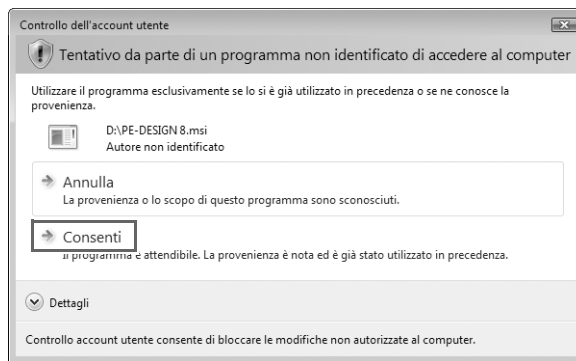 Controllo dell'account utente
Tentativo da parte di un programma non identificato di accedere al computer
Utilizzare il programma esclusivamente se lo si è già utilizzato in precedenza o se ne conosce la
provenienza.
D:\PE-DESIGN 8.msi
Autore non identificato
Annulla
La provenienza o lo scopo di questo programma sono sconosciuti.
Consenti
Il programma è attendibile. La provenienza è nota ed è già stato utilizzato in precedenza.
Dettagli
Controllo account utente consente di bloccare le modifiche non autorizzate al computer.